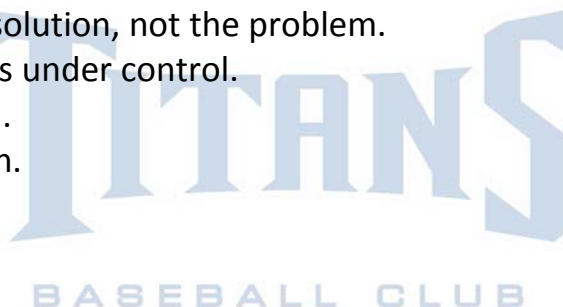 solution, not the problem.
s under control.
.
n.
TITANS
BASEBALL CLUB